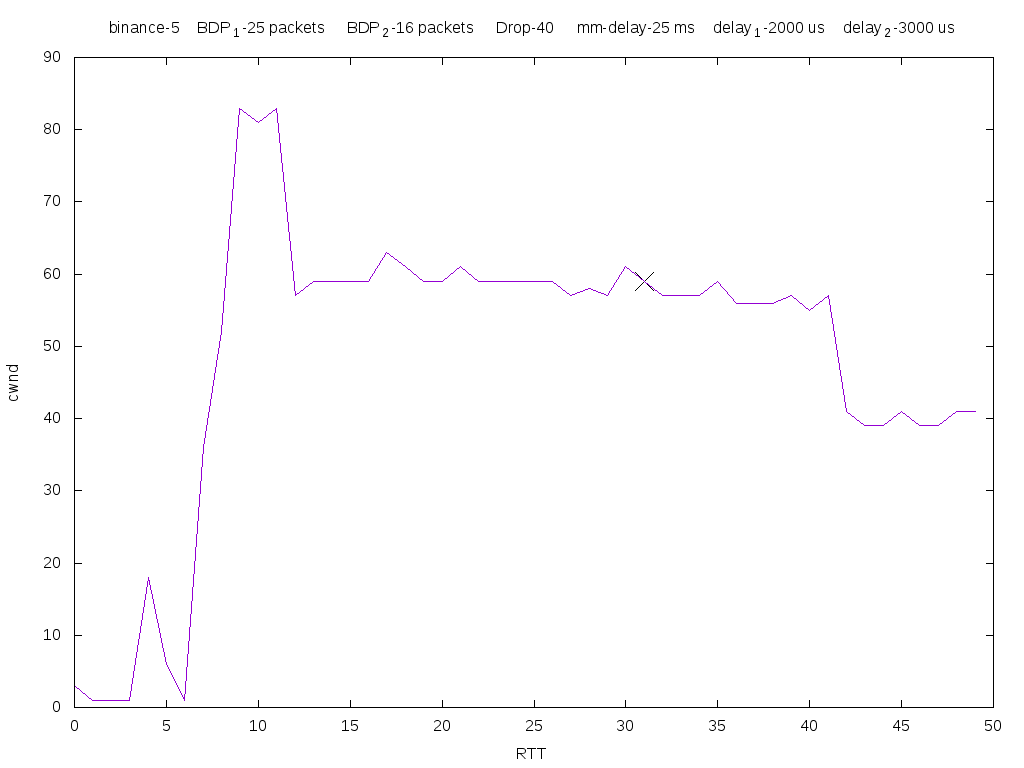 binance-5 BDP1-25 packets BDP2-16 packets Drop-40 mm-delay-25 ms delay1-2000 us delay2-3000 us
90
80
70
60
50
40
30
20
10
0
cwnd
0 5 10 15 20 25 30 35 40 45 50
RTT